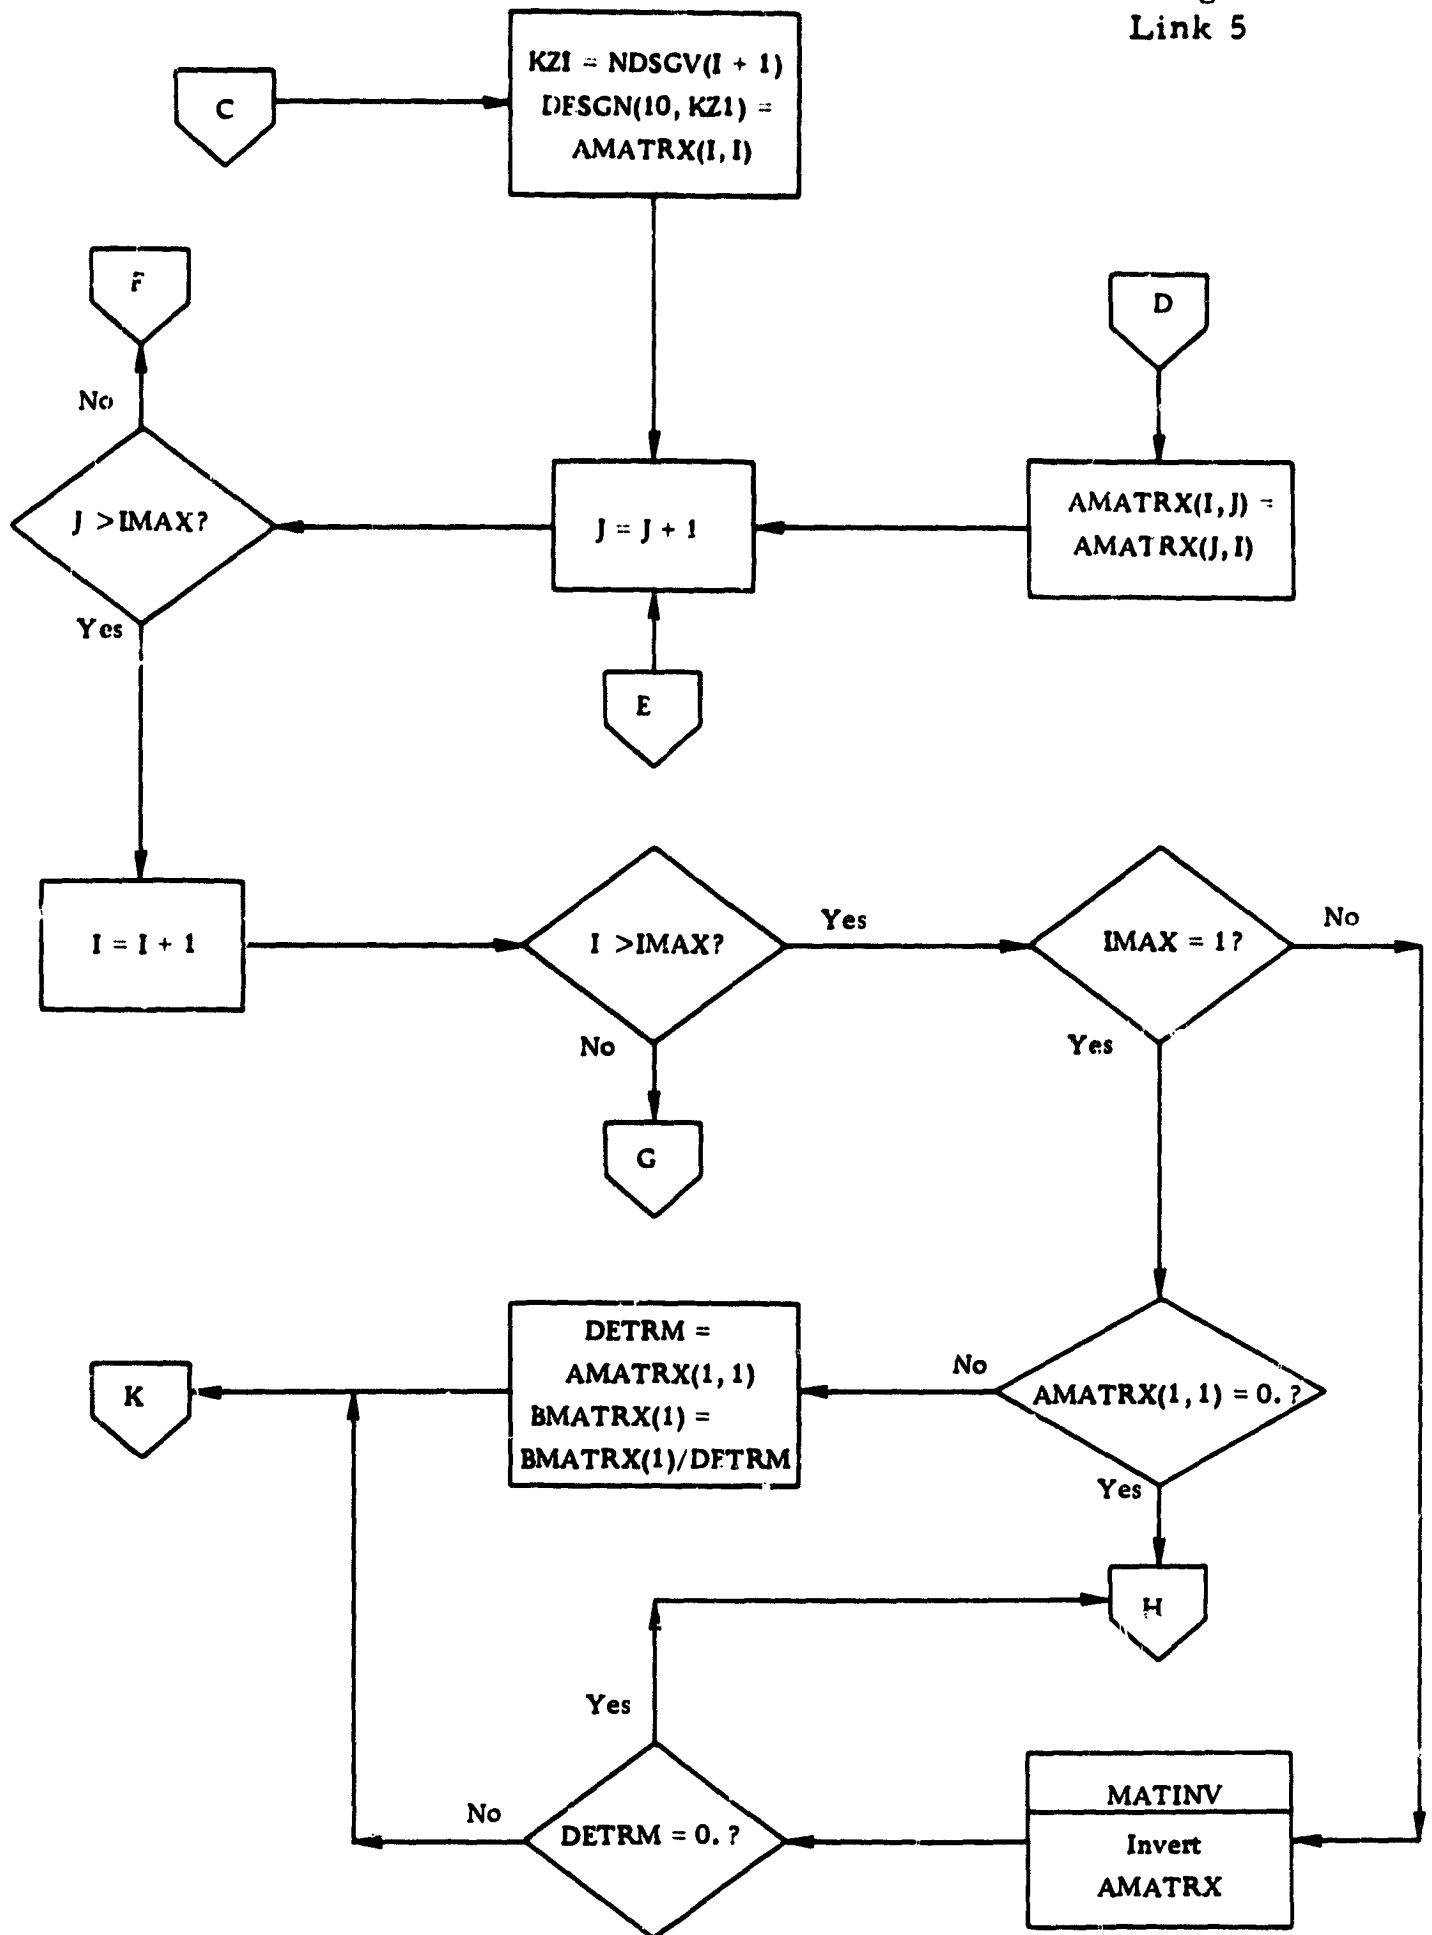 Link 5
C
KZ1 = NDSGV(I + 1)
DESGN(10, KZ1) =
AMATRX(I, I)
F
D
No
J >IMAX?
J = J + 1
AMATRX(I, J) =
AMATRX(J, I)
Yes
E
I = I + 1
I >IMAX?
Yes
IMAX = 1?
No
No
Yes
G
K
DETRM =
AMATRX(1, 1)
BMATRX(1) =
BMATRX(1)/DETRM
No
AMATRX(1, 1) = 0. ?
Yes
H
Yes
No
DETRM = 0. ?
MATINV
Invert
AMATRX